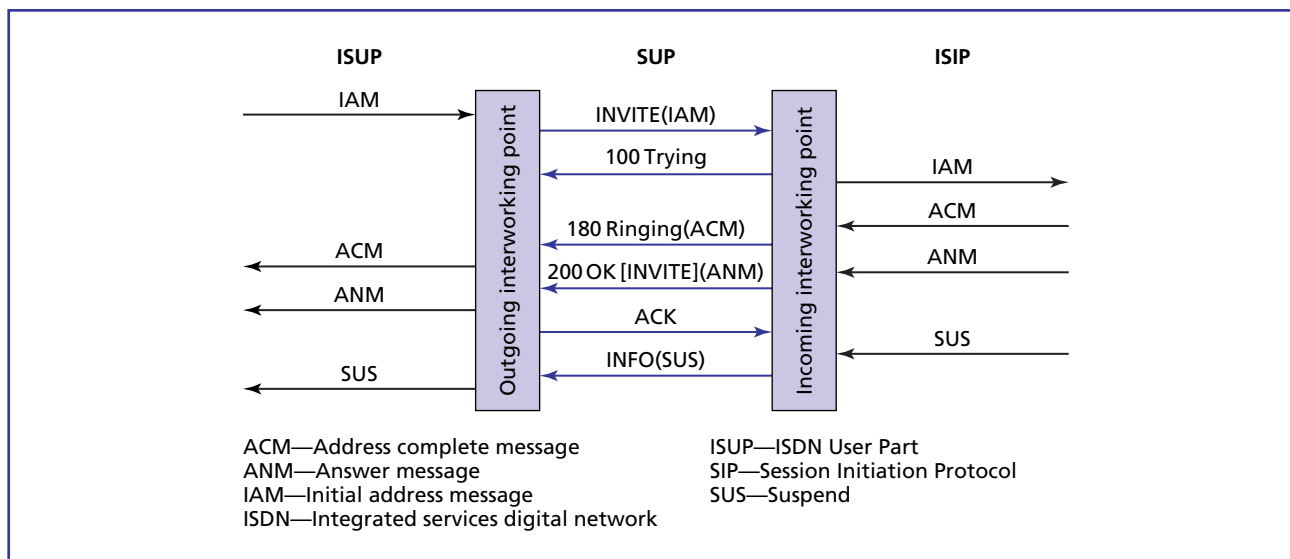 ISUP SUP ISIP
IAM
Outgoing interworking point
Incoming interworking point
INVITE(IAM)
100 Trying
IAM
ACM
180 Ringing(ACM)
ACM
200 OK [INVITE](ANM)
ANM
ANM
ACK
SUS
INFO(SUS)
SUS
ACM—Address complete message
ANM—Answer message
IAM—Initial address message
ISDN—Integrated services digital network
ISUP—ISDN User Part
SIP—Session Initiation Protocol
SUS—Suspend